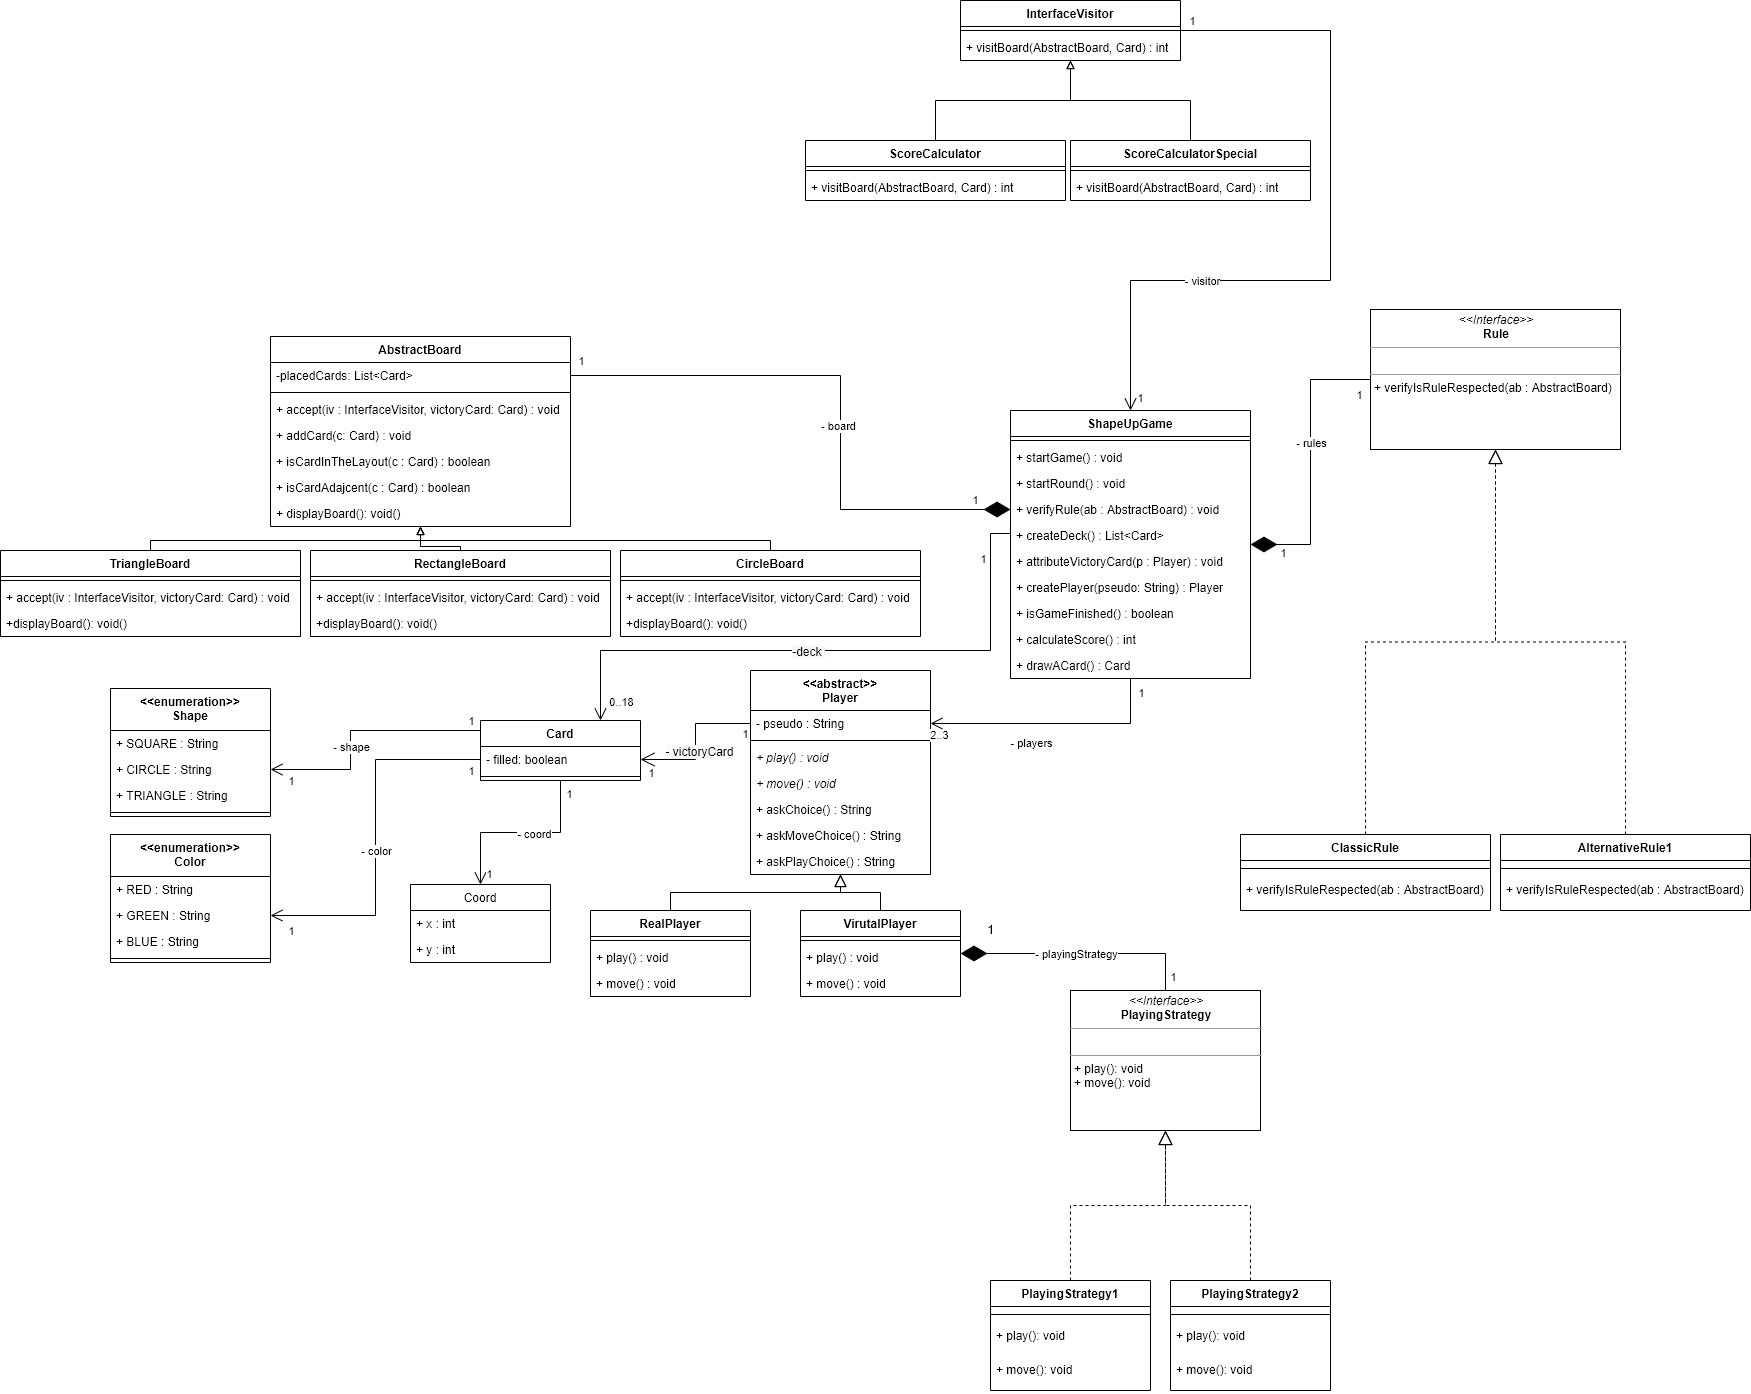 InterfaceVisitor
1
+ visitBoard(AbstractBoard, Card) : int
ScoreCalculator
+ visitBoard(AbstractBoard, Card) : int
ScoreCalculatorSpecial
+ visitBoard(AbstractBoard, Card) : int
- visitor
1
<<Interface>>
Rule
+ verifyIsRuleRespected(ab : AbstractBoard)
1
- rules
1
AbstractBoard
-placedCards: List<Card>
+ accept(iv : InterfaceVisitor, victoryCard: Card) : void
+ addCard(c: Card) : void
+ isCardInTheLayout(c : Card) : boolean
+ isCardAdajcent(c : Card) : boolean
+ displayBoard(): void()
1
- board
1
ShapeUpGame
+ startGame() : void
+ startRound() : void
+ verifyRule(ab : AbstractBoard) : void
+ createDeck() : List<Card>
+ attributeVictoryCard(p : Player) : void
+ createPlayer(pseudo: String) : Player
+ isGameFinished() : boolean
+ calculateScore() : int
+ drawACard() : Card
TriangleBoard
+ accept(iv : InterfaceVisitor, victoryCard: Card) : void
+displayBoard(): void()
RectangleBoard
+ accept(iv : InterfaceVisitor, victoryCard: Card) : void
+displayBoard(): void()
CircleBoard
+ accept(iv : InterfaceVisitor, victoryCard: Card) : void
+displayBoard(): void()
1
-deck
0..18
1
2..3
- players
<<enumeration>>
Shape
+ SQUARE : String
+ CIRCLE : String
+ TRIANGLE : String
1
- shape
1
Card
- filled: boolean
1
- victoryCard
1
<<abstract>>
Player
- pseudo : String
+ play() : void
+ move() : void
+ askChoice() : String
+ askMoveChoice() : String
+ askPlayChoice() : String
<<enumeration>>
Color
+ RED : String
+ GREEN : String
+ BLUE : String
1
- color
1
1
- coord
1
Coord
+ x : int
+ y : int
RealPlayer
+ play() : void
+ move() : void
VirutalPlayer
+ play() : void
+ move() : void
1
- playingStrategy
1
ClassicRule
+ verifyIsRuleRespected(ab : AbstractBoard)
AlternativeRule1
+ verifyIsRuleRespected(ab : AbstractBoard)
<<Interface>>
PlayingStrategy
+ play(): void
+ move(): void
PlayingStrategy1
+ play(): void
+ move(): void
PlayingStrategy2
+ play(): void
+ move(): void